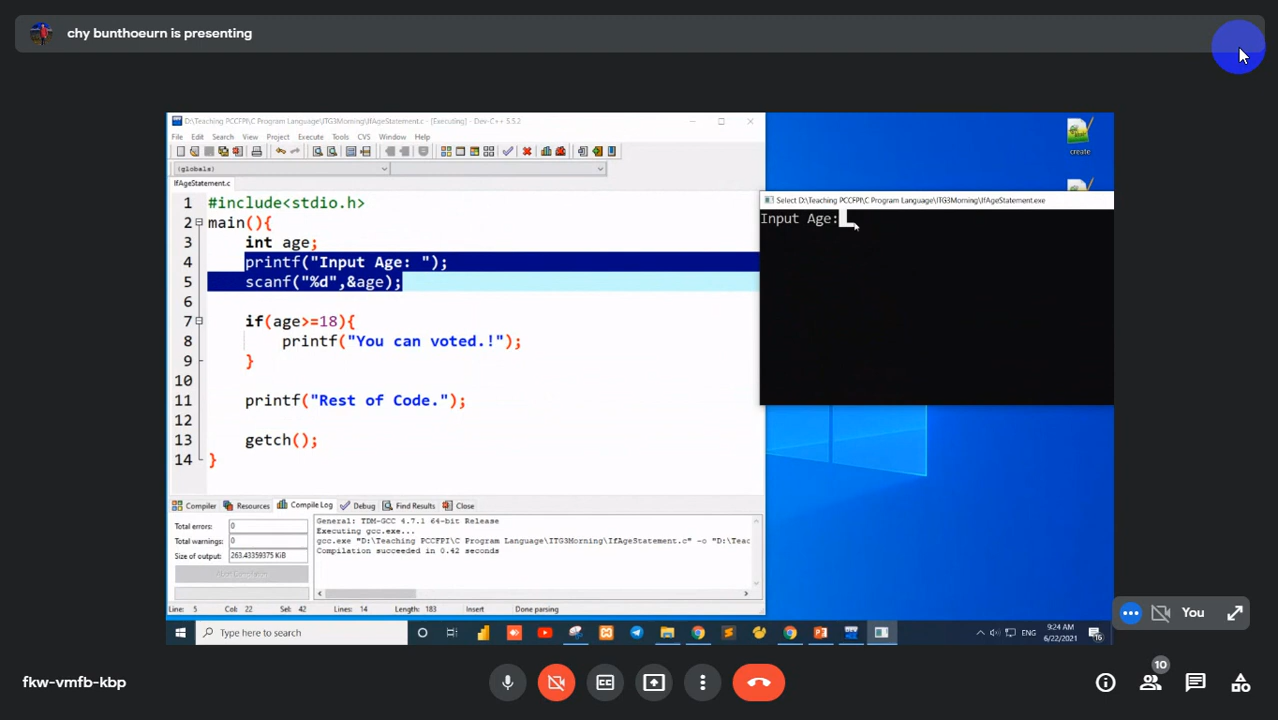 chy bunthoeurn is presenting
D:\Teaching PCCFPI\C Program Language\ITG3Morning\IfAgeStatement.c - [Executing] - Dev-C++ 5.5.2
File Edit Search View Project Execute Tools CVS Window Help
(globals)
IfAgeStatement.c
1 #include<stdio.h>
2 main(){
3 int age;
4 printf("Input Age: ");
5 scanf("%d",&age);
6
7 if(age>=18){
8 printf("You can voted.!");
9 }
10
11 printf("Rest of Code.");
12
13 getch();
14 }
Compiler Resources Compile Log Debug Find Results Close
Total errors: 0
Total warnings: 0
Size of output: 263.43359375 KiB
General: TDM-GCC 4.7.1 64-bit Release
Executing gcc.exe...
gcc.exe "D:\Teaching PCCFPI\C Program Language\ITG3Morning\IfAgeStatement.c" -o "D:\Teac
Compilation succeeded in 0.42 seconds
Line: 5 Col: 22 Sel: 42 Lines: 14 Length: 183 Insert Done parsing
create
Select D:\Teaching PCCFPI\C Program Language\ITG3Morning\IfAgeStatement.exe
Input Age:
Type here to search
ENG
9:24 AM
6/22/2021
16
You
fkw-vmfb-kbp
CC
10